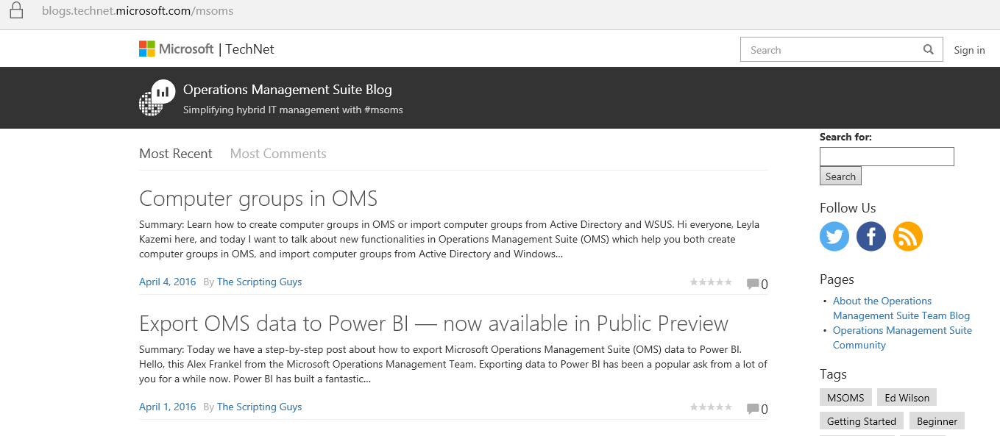 blogs.technet.microsoft.com/msoms
Microsoft | TechNet
Search
Sign in
Operations Management Suite Blog
Simplifying hybrid IT management with #msoms
Most Recent Most Comments
Computer groups in OMS
Summary: Learn how to create computer groups in OMS or import computer groups from Active Directory and WSUS. Hi everyone, Leyla
Kazemi here, and today I want to talk about new functionalities in Operations Management Suite (OMS) which help you both create
computer groups in OMS, and import computer groups from Active Directory and Windows...
April 4, 2016 By The Scripting Guys 0
Export OMS data to Power BI — now available in Public Preview
Summary: Today we have a step-by-step post about how to export Microsoft Operations Management Suite (OMS) data to Power BI.
Hello, this Alex Frankel from the Microsoft Operations Management Team. Exporting data to Power BI has been a popular ask from a lot of
you for a while now. Power BI has built a fantastic...
April 1, 2016 By The Scripting Guys 0
Search for:
Search
Follow Us
Pages
• About the Operations
Management Suite Team Blog
• Operations Management Suite
Community
Tags
MSOMS Ed Wilson
Getting Started Beginner